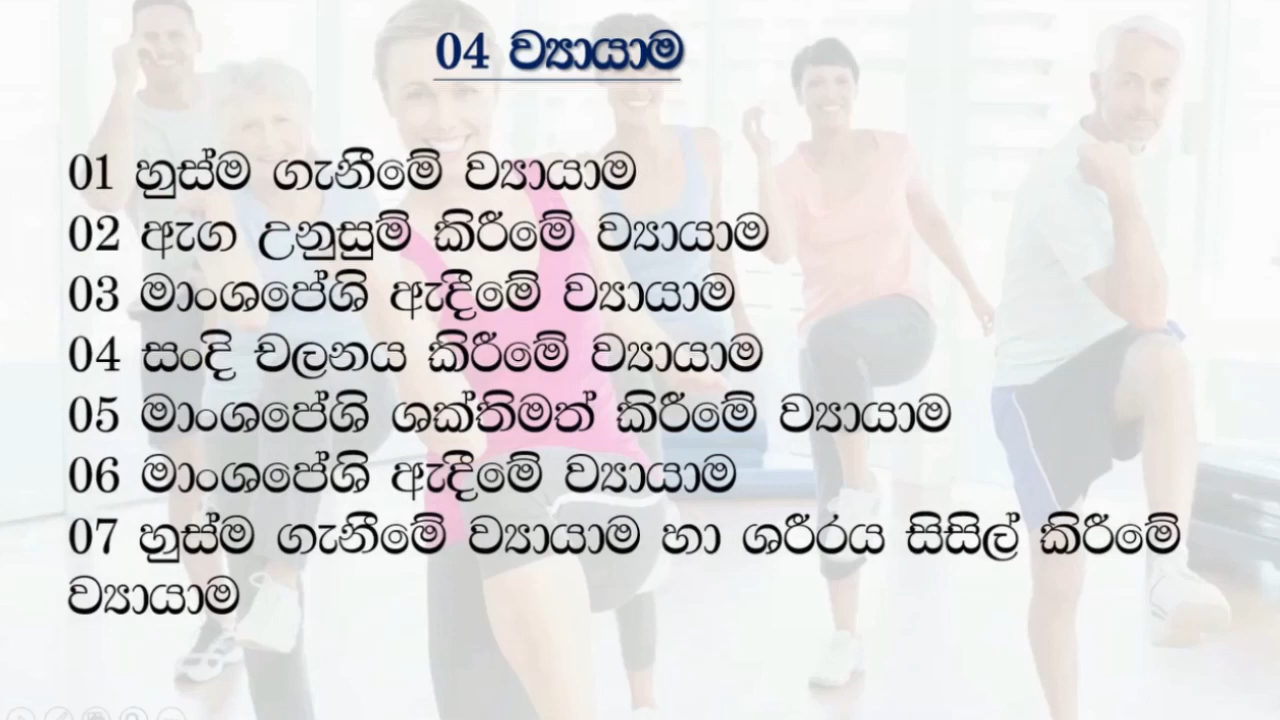 04 ව්‍යායාම
01 හුස්ම ගැනීමේ ව්‍යායාම
02 ඇග උනුසුම් කිරීමේ ව්‍යායාම
03 මාංශපේශි ඇදීමේ ව්‍යායාම
04 සංදි චලනය කිරීමේ ව්‍යායාම
05 මාංශපේශි ශක්තිමත් කිරීමේ ව්‍යායාම
06 මාංශපේශි ඇදීමේ ව්‍යායාම
07 හුස්ම ගැනීමේ ව්‍යායාම හා ශරීරය සිසිල් කිරීමේ
ව්‍යායාම